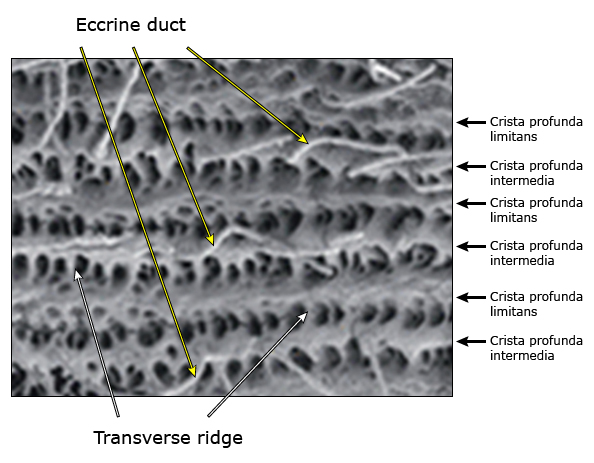 Eccrine duct
Crista profunda
limitans
Crista profunda
intermedia
Crista profunda
limitans
Crista profunda
intermedia
Crista profunda
limitans
Crista profunda
intermedia
Transverse ridge